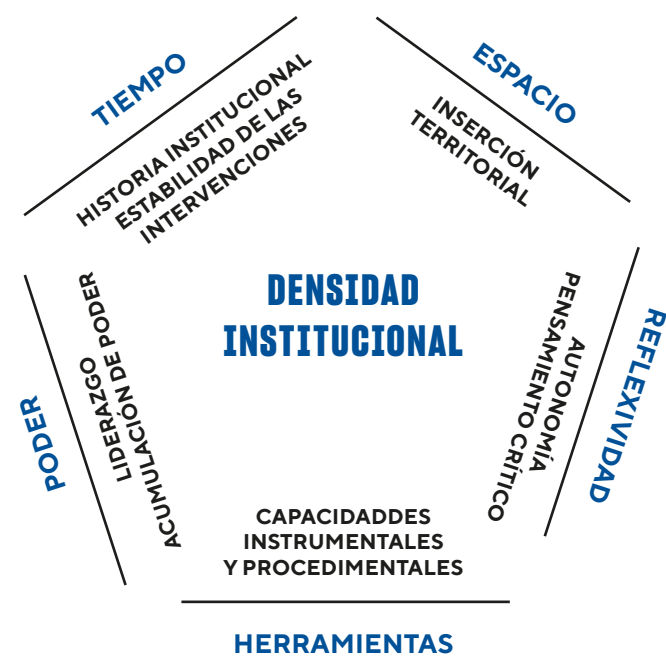 TIEMPO
HISTORIA INSTITUCIONAL
ESTABILIDAD DE LAS
INTERVENCIONES
ESPACIO
INSERCIÓN
TERRITORIAL
DENSIDAD
INSTITUCIONAL
REFLEXIVIDAD
AUTONOMÍA
PENSAMIENTO CRÍTICO
PODER
LIDERAZGO
ACUMULACIÓN DE PODER
CAPACIDADDES
INSTRUMENTALES
Y PROCEDIMENTALES
HERRAMIENTAS